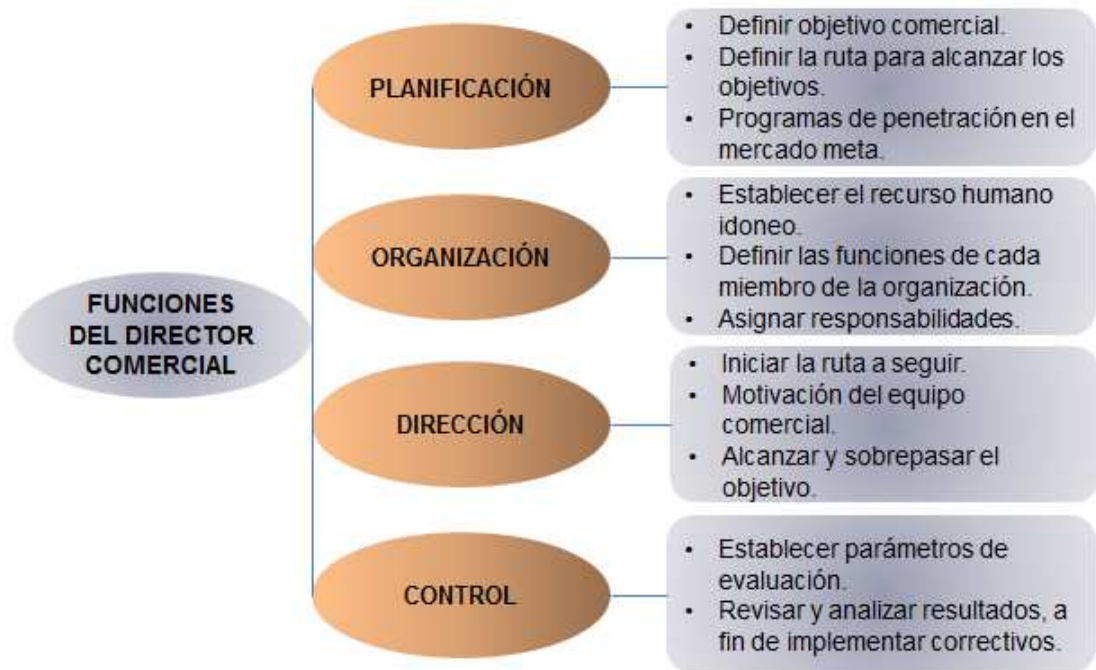 FUNCIONES
DEL DIRECTOR
COMERCIAL
PLANIFICACIÓN
• Definir objetivo comercial.
• Definir la ruta para alcanzar los
objetivos.
• Programas de penetración en el
mercado meta.
ORGANIZACIÓN
• Establecer el recurso humano
idoneo.
• Definir las funciones de cada
miembro de la organización.
• Asignar responsabilidades.
DIRECCIÓN
• Iniciar la ruta a seguir.
• Motivación del equipo
comercial.
• Alcanzar y sobrepasar el
objetivo.
CONTROL
• Establecer parámetros de
evaluación.
• Revisar y analizar resultados, a
fin de implementar correctivos.